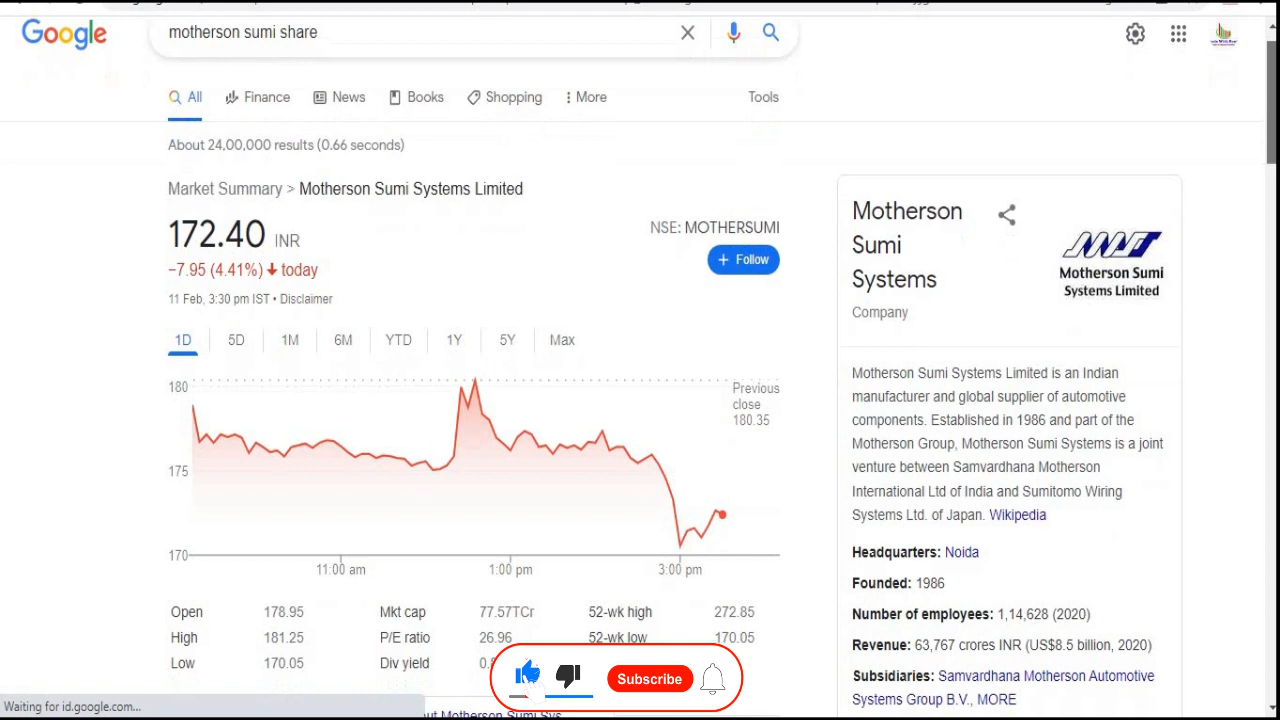 Google
motherson sumi share
All Finance News Books Shopping More Tools
About 24,00,000 results (0.66 seconds)
Market Summary > Motherson Sumi Systems Limited
172.40 INR
−7.95 (4.41%) today
11 Feb, 3:30 pm IST • Disclaimer
NSE: MOTHERSUMI
+ Follow
1D 5D 1M 6M YTD 1Y 5Y Max
180
175
170
Previous
close
180.35
11:00 am 1:00 pm 3:00 pm
Open 178.95 Mkt cap 77.57TCr 52-wk high 272.85
High 181.25 P/E ratio 26.96 52-wk low 170.05
Low 170.05 Div yield
Subscribe
Motherson Sumi Sys
Waiting for id.google.com...
Motherson
Sumi
Systems
Company
Motherson Sumi
Systems Limited
Motherson Sumi Systems Limited is an Indian
manufacturer and global supplier of automotive
components. Established in 1986 and part of the
Motherson Group, Motherson Sumi Systems is a joint
venture between Samvardhana Motherson
International Ltd of India and Sumitomo Wiring
Systems Ltd. of Japan. Wikipedia
Headquarters: Noida
Founded: 1986
Number of employees: 1,14,628 (2020)
Revenue: 63,767 crores INR (US$8.5 billion, 2020)
Subsidiaries: Samvardhana Motherson Automotive
Systems Group B.V., MORE